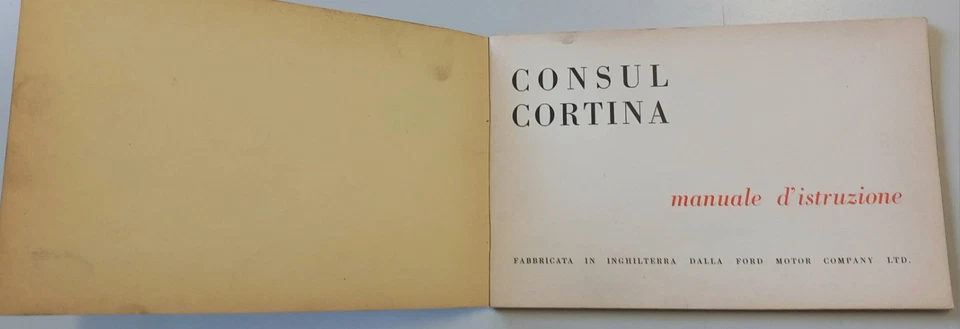 CONSUL
CORTINA
manuale d'istruzione
FABBRICATA IN INGHILTERRA DALLA FORD MOTOR COMPANY LTD.